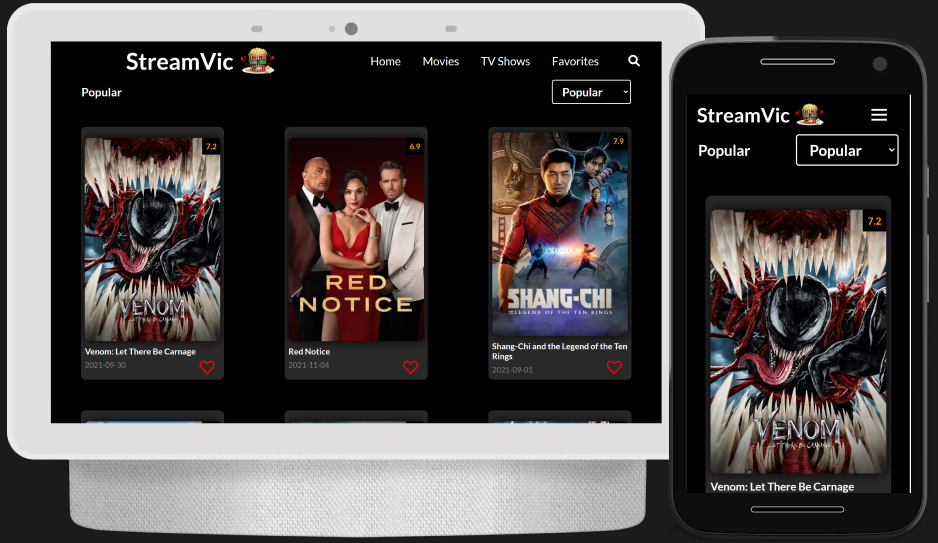 StreamVic
Home Movies TV Shows Favorites
Popular
Popular
7.2
6.9
7.9
VENOM
LET THERE BE CARNAGE
RED
NOTICE
SHANG-CHI
AND THE LEGEND OF THE TEN RINGS
Venom: Let There Be Carnage
2021-09-30
Red Notice
2021-11-04
Shang-Chi and the Legend of the Ten
Rings
2021-09-01
StreamVic
Popular
Popular
7.2
VENOM
LET THERE BE CARNAGE
Venom: Let There Be Carnage